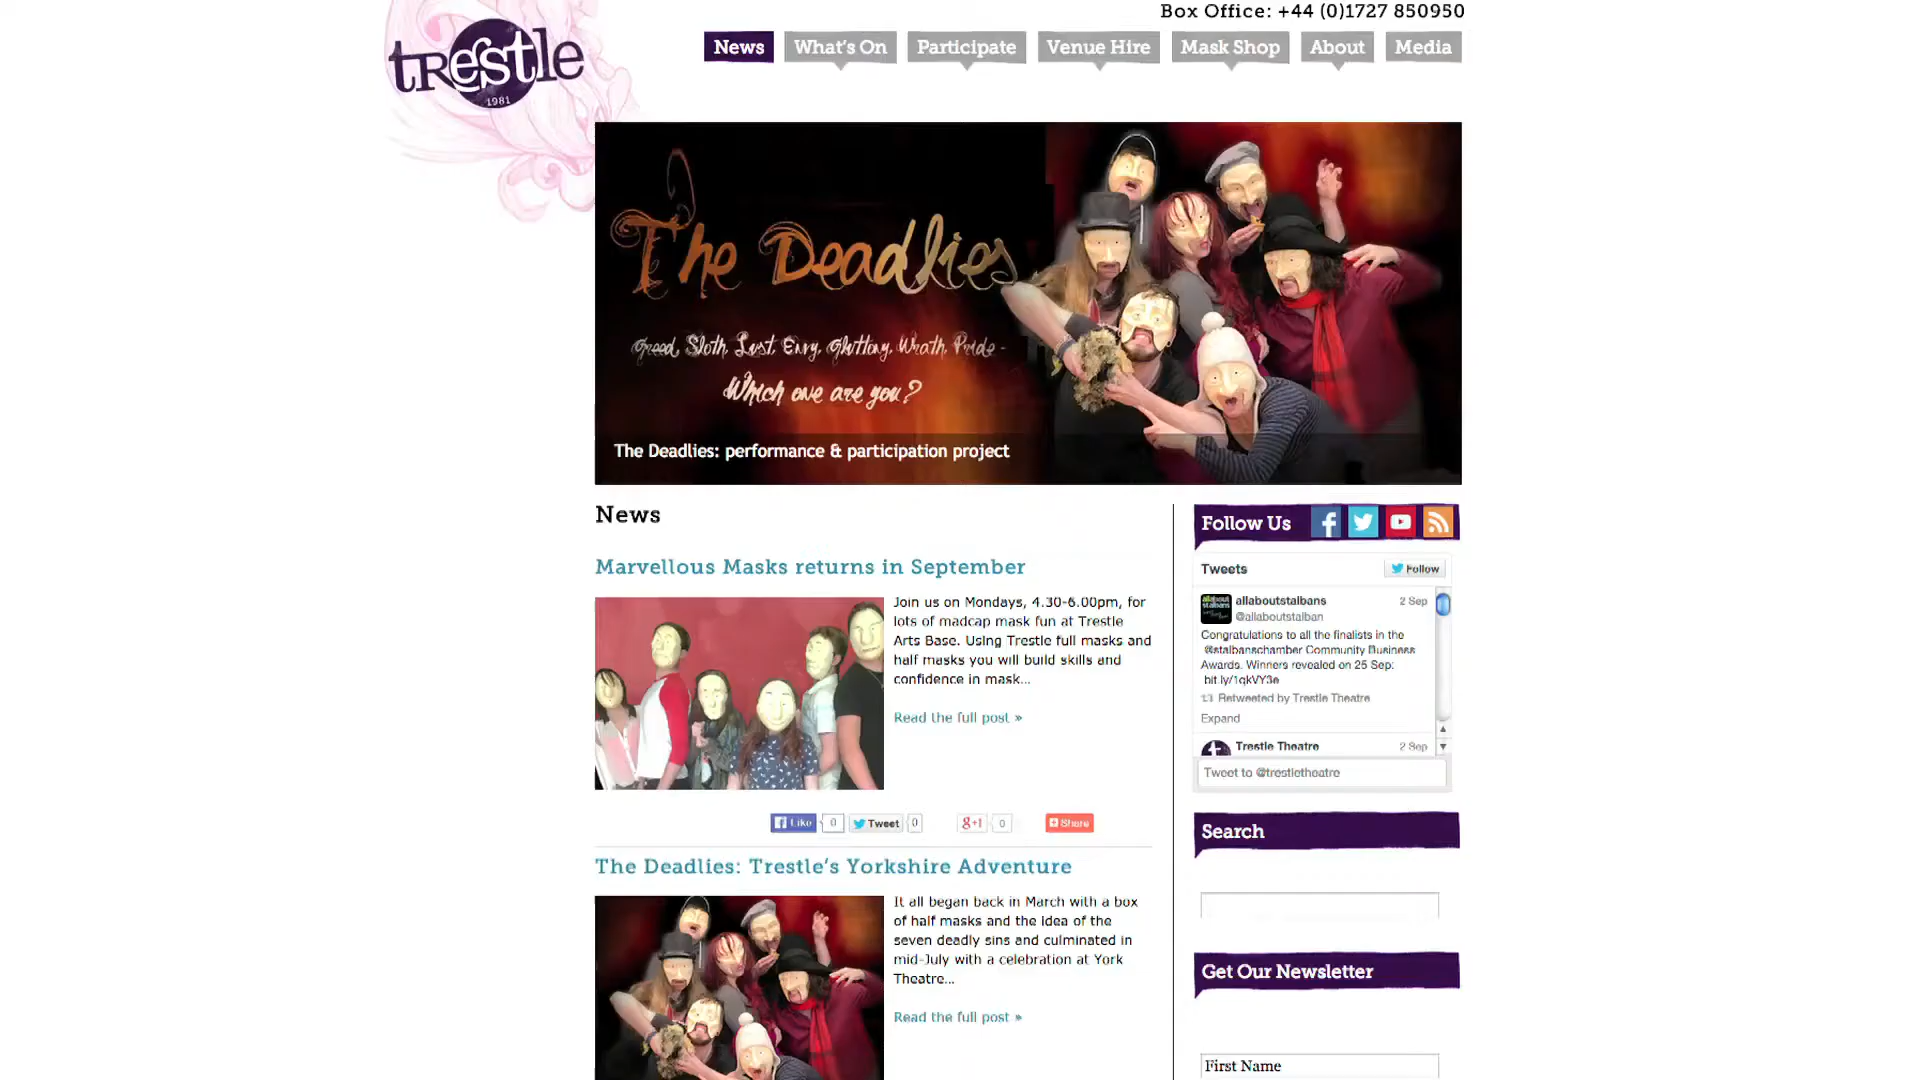 Box Office: +44 (0)1727 850950
trestle
1981
News
What's On
Participate
Venue Hire
Mask Shop
About
Media
The Deadlies
Greed, Sloth, Lust, Envy, Gluttony, Wrath, Pride -
Which one are you?
The Deadlies: performance & participation project
News
Marvellous Masks returns in September
Join us on Mondays, 4.30-6.00pm, for
lots of madcap mask fun at Trestle
Arts Base. Using Trestle full masks and
half masks you will build skills and
confidence in mask...
Read the full post »
Like 0
Tweet 0
g+1 0
Share
The Deadlies: Trestle's Yorkshire Adventure
It all began back in March with a box
of half masks and the idea of the
seven deadly sins and culminated in
mid-July with a celebration at York
Theatre...
Read the full post »
Follow Us
Tweets
Follow
allabout
stalbans
allaboutstalbans
2 Sep
@allaboutstalban
Congratulations to all the finalists in the
@stalbanschamber Community Business
Awards. Winners revealed on 25 Sep:
bit.ly/1qkVY3e
Retweeted by Trestle Theatre
Expand
Trestle Theatre
2 Sep
Tweet to @trestletheatre
Search
Get Our Newsletter
First Name